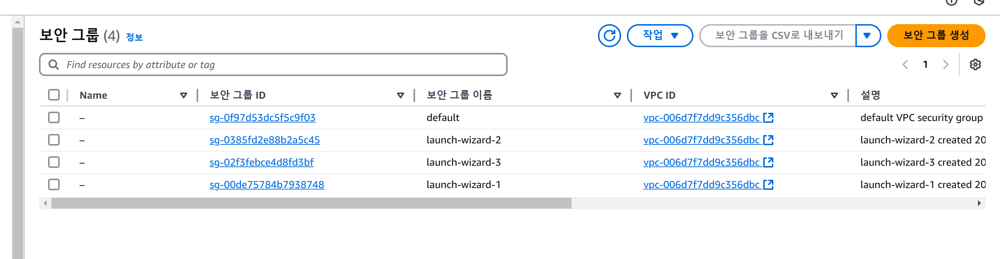 보안 그룹 (4) 정보
작업
보안 그룹을 CSV로 내보내기
보안 그룹 생성
Find resources by attribute or tag
1
Name 보안 그룹 ID 보안 그룹 이름 VPC ID 설명
– sg-0f97d53dc5f5c9f03 default vpc-006d7f7dd9c356dbc default VPC security group
– sg-0385fd2e88b2a5c45 launch-wizard-2 vpc-006d7f7dd9c356dbc launch-wizard-2 created 20
– sg-02f3febce4d8fd3bf launch-wizard-3 vpc-006d7f7dd9c356dbc launch-wizard-3 created 20
– sg-00de75784b7938748 launch-wizard-1 vpc-006d7f7dd9c356dbc launch-wizard-1 created 20